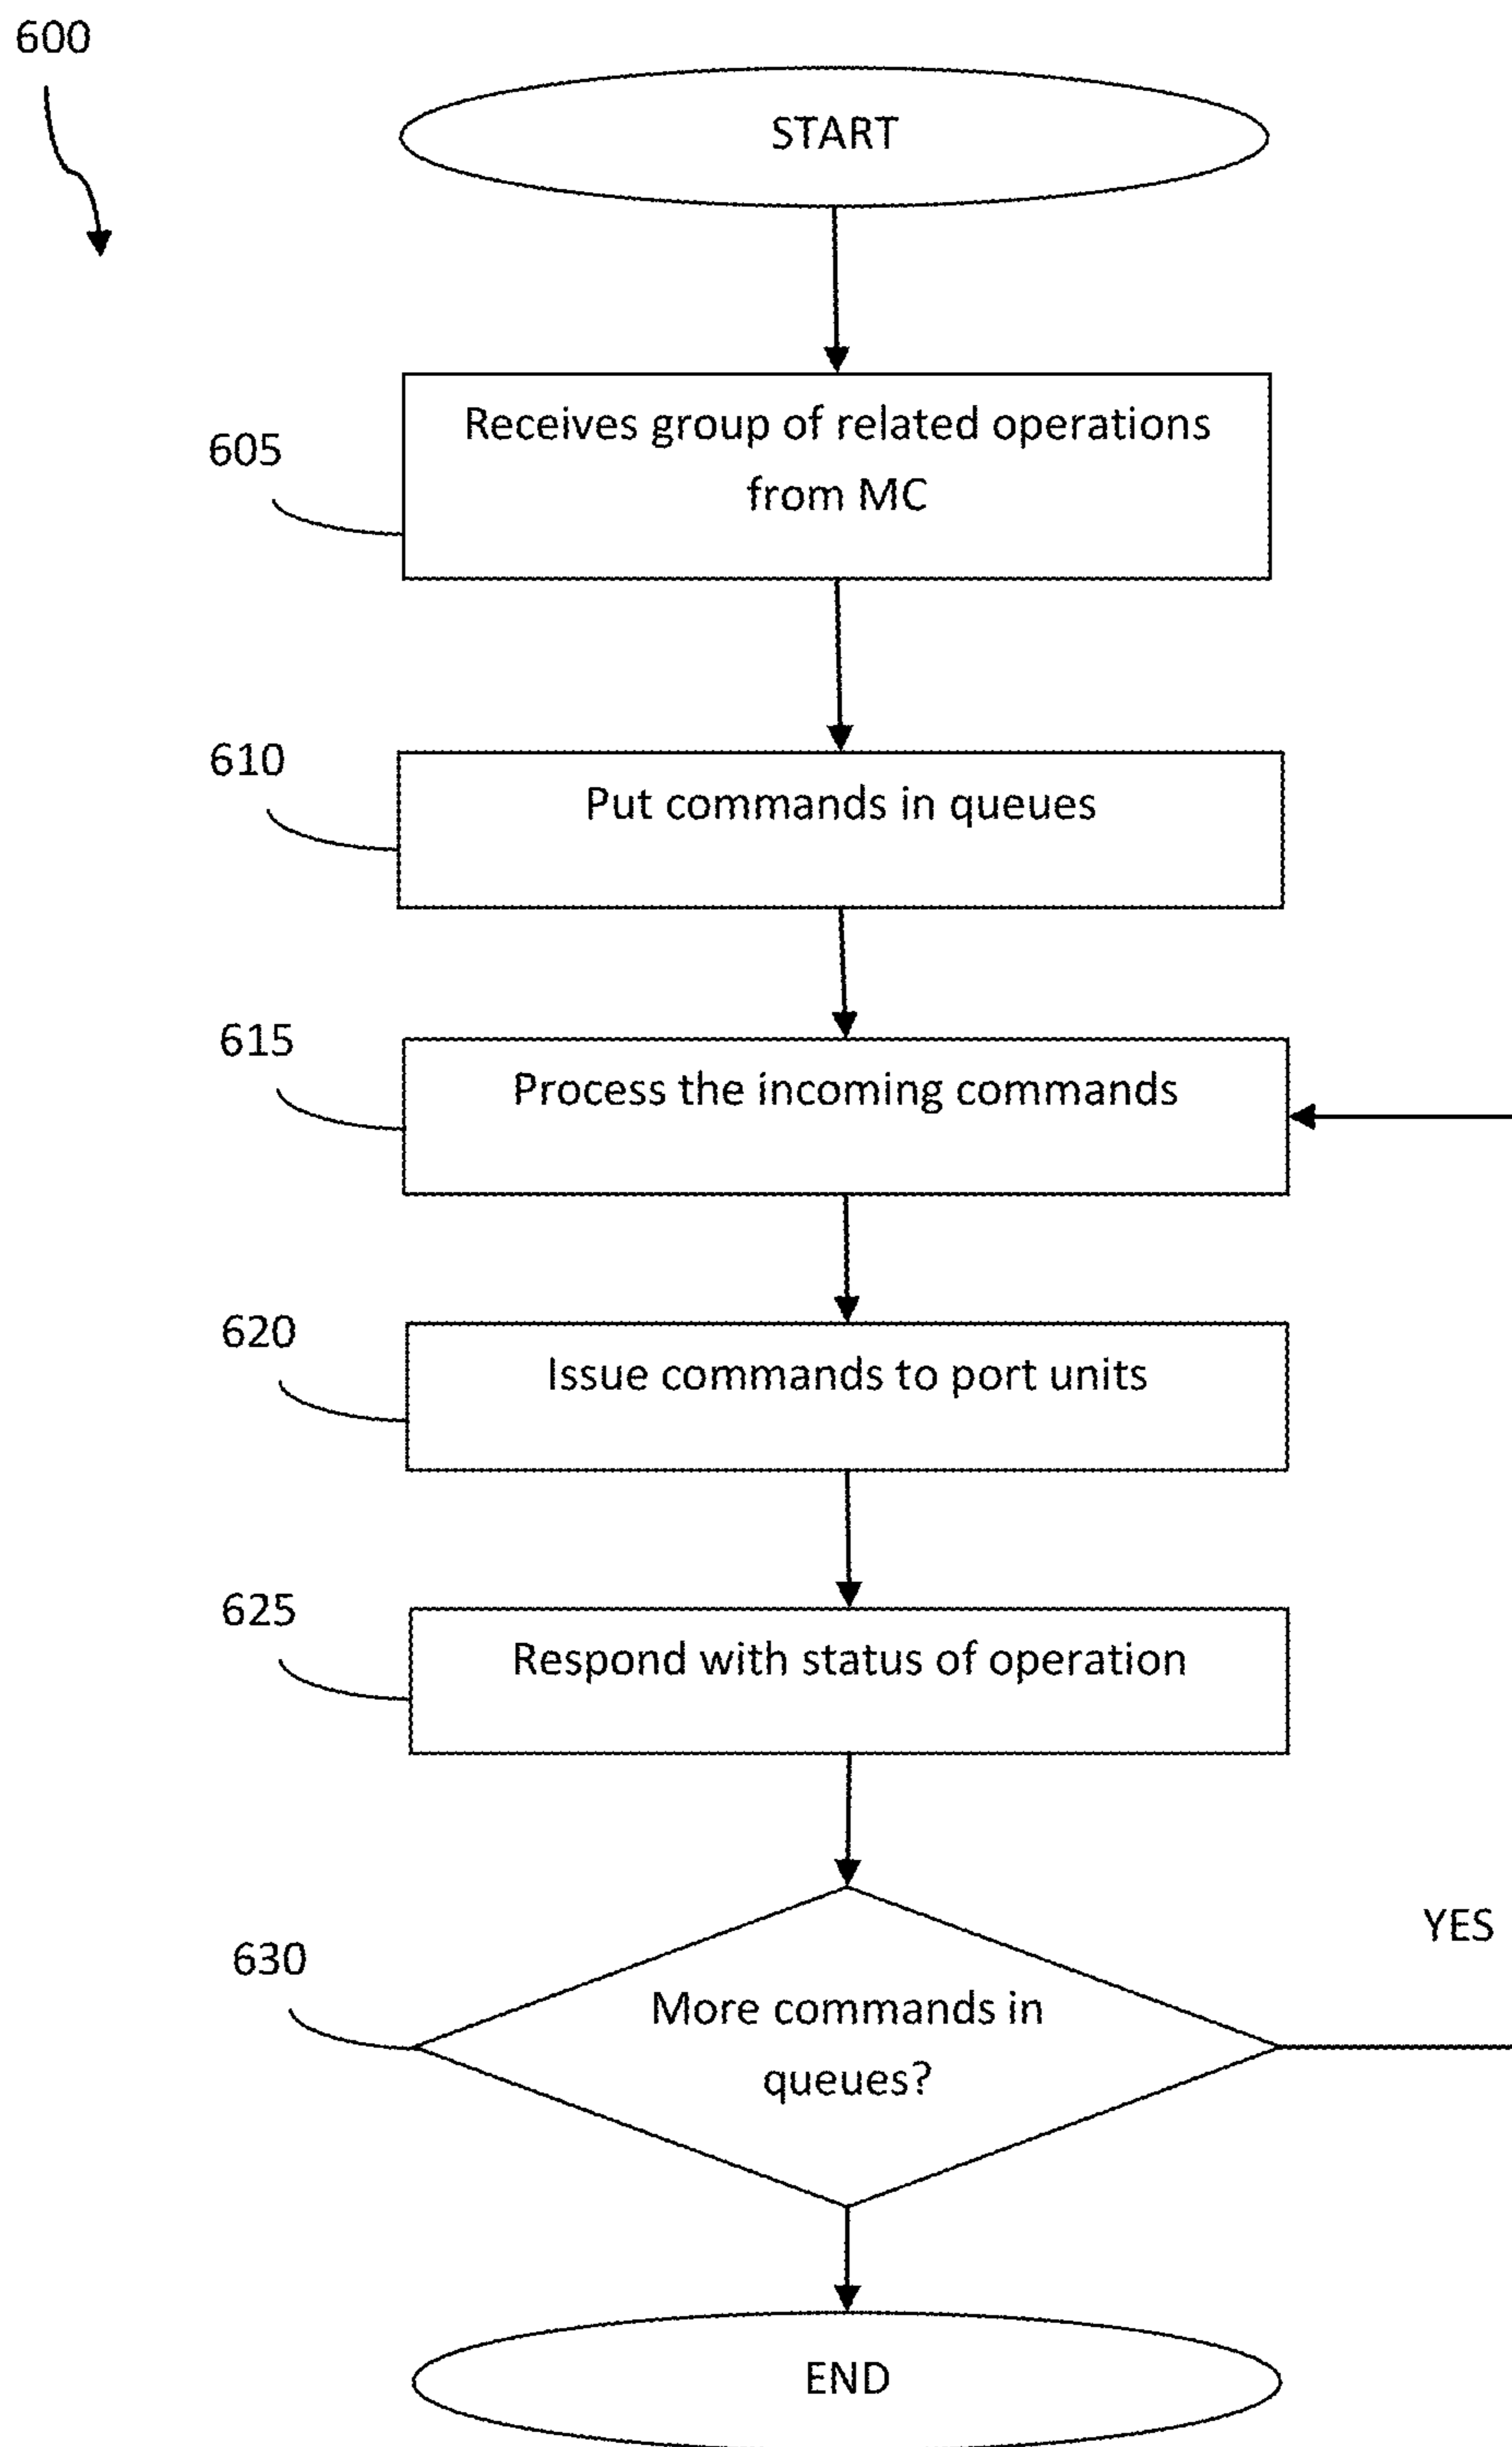 600
START
605
Receives group of related operations
from MC
610
Put commands in queues
615
Process the incoming commands
620
Issue commands to port units
625
Respond with status of operation
YES
630
More commands in
queues?
END